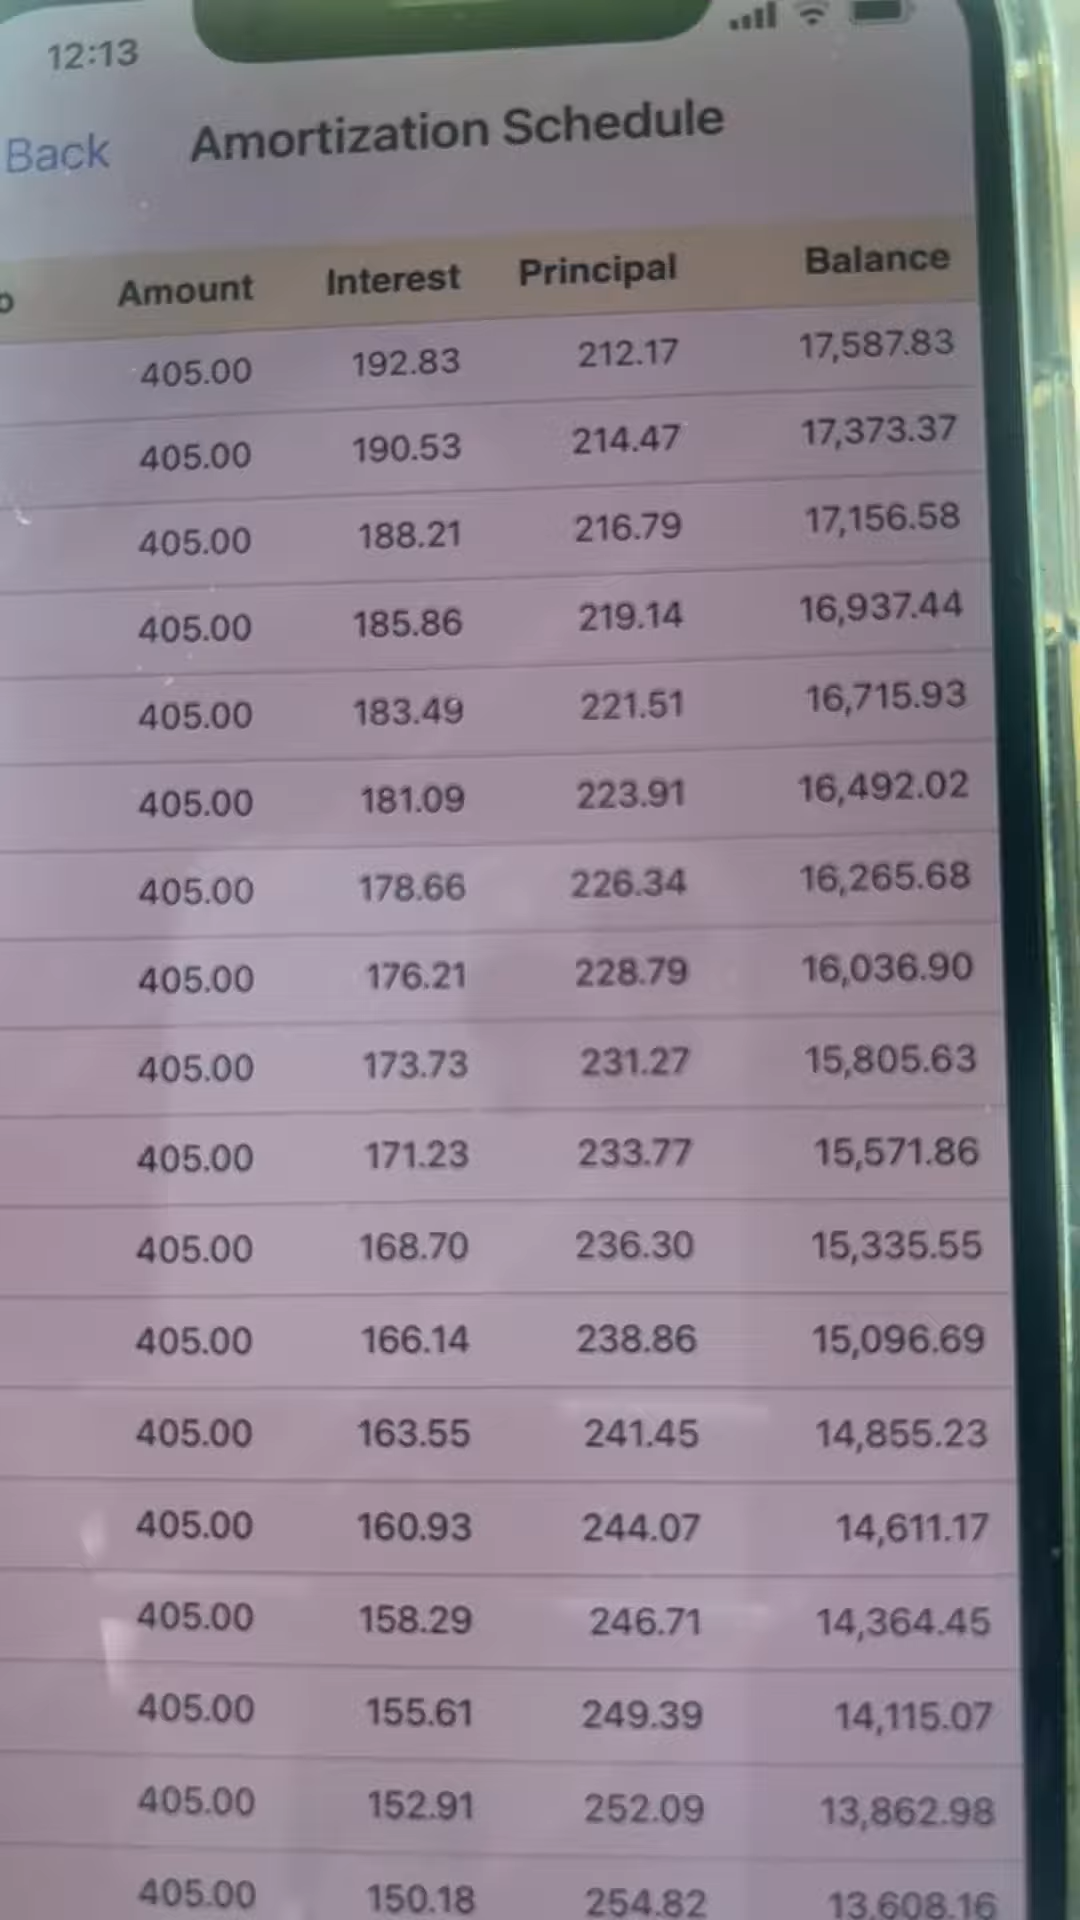 12:13
Back Amortization Schedule
o Amount Interest Principal Balance
405.00 192.83 212.17 17,587.83
405.00 190.53 214.47 17,373.37
405.00 188.21 216.79 17,156.58
405.00 185.86 219.14 16,937.44
405.00 183.49 221.51 16,715.93
405.00 181.09 223.91 16,492.02
405.00 178.66 226.34 16,265.68
405.00 176.21 228.79 16,036.90
405.00 173.73 231.27 15,805.63
405.00 171.23 233.77 15,571.86
405.00 168.70 236.30 15,335.55
405.00 166.14 238.86 15,096.69
405.00 163.55 241.45 14,855.23
405.00 160.93 244.07 14,611.17
405.00 158.29 246.71 14,364.45
405.00 155.61 249.39 14,115.07
405.00 152.91 252.09 13,862.98
405.00 150.18 254.82 13,608.16